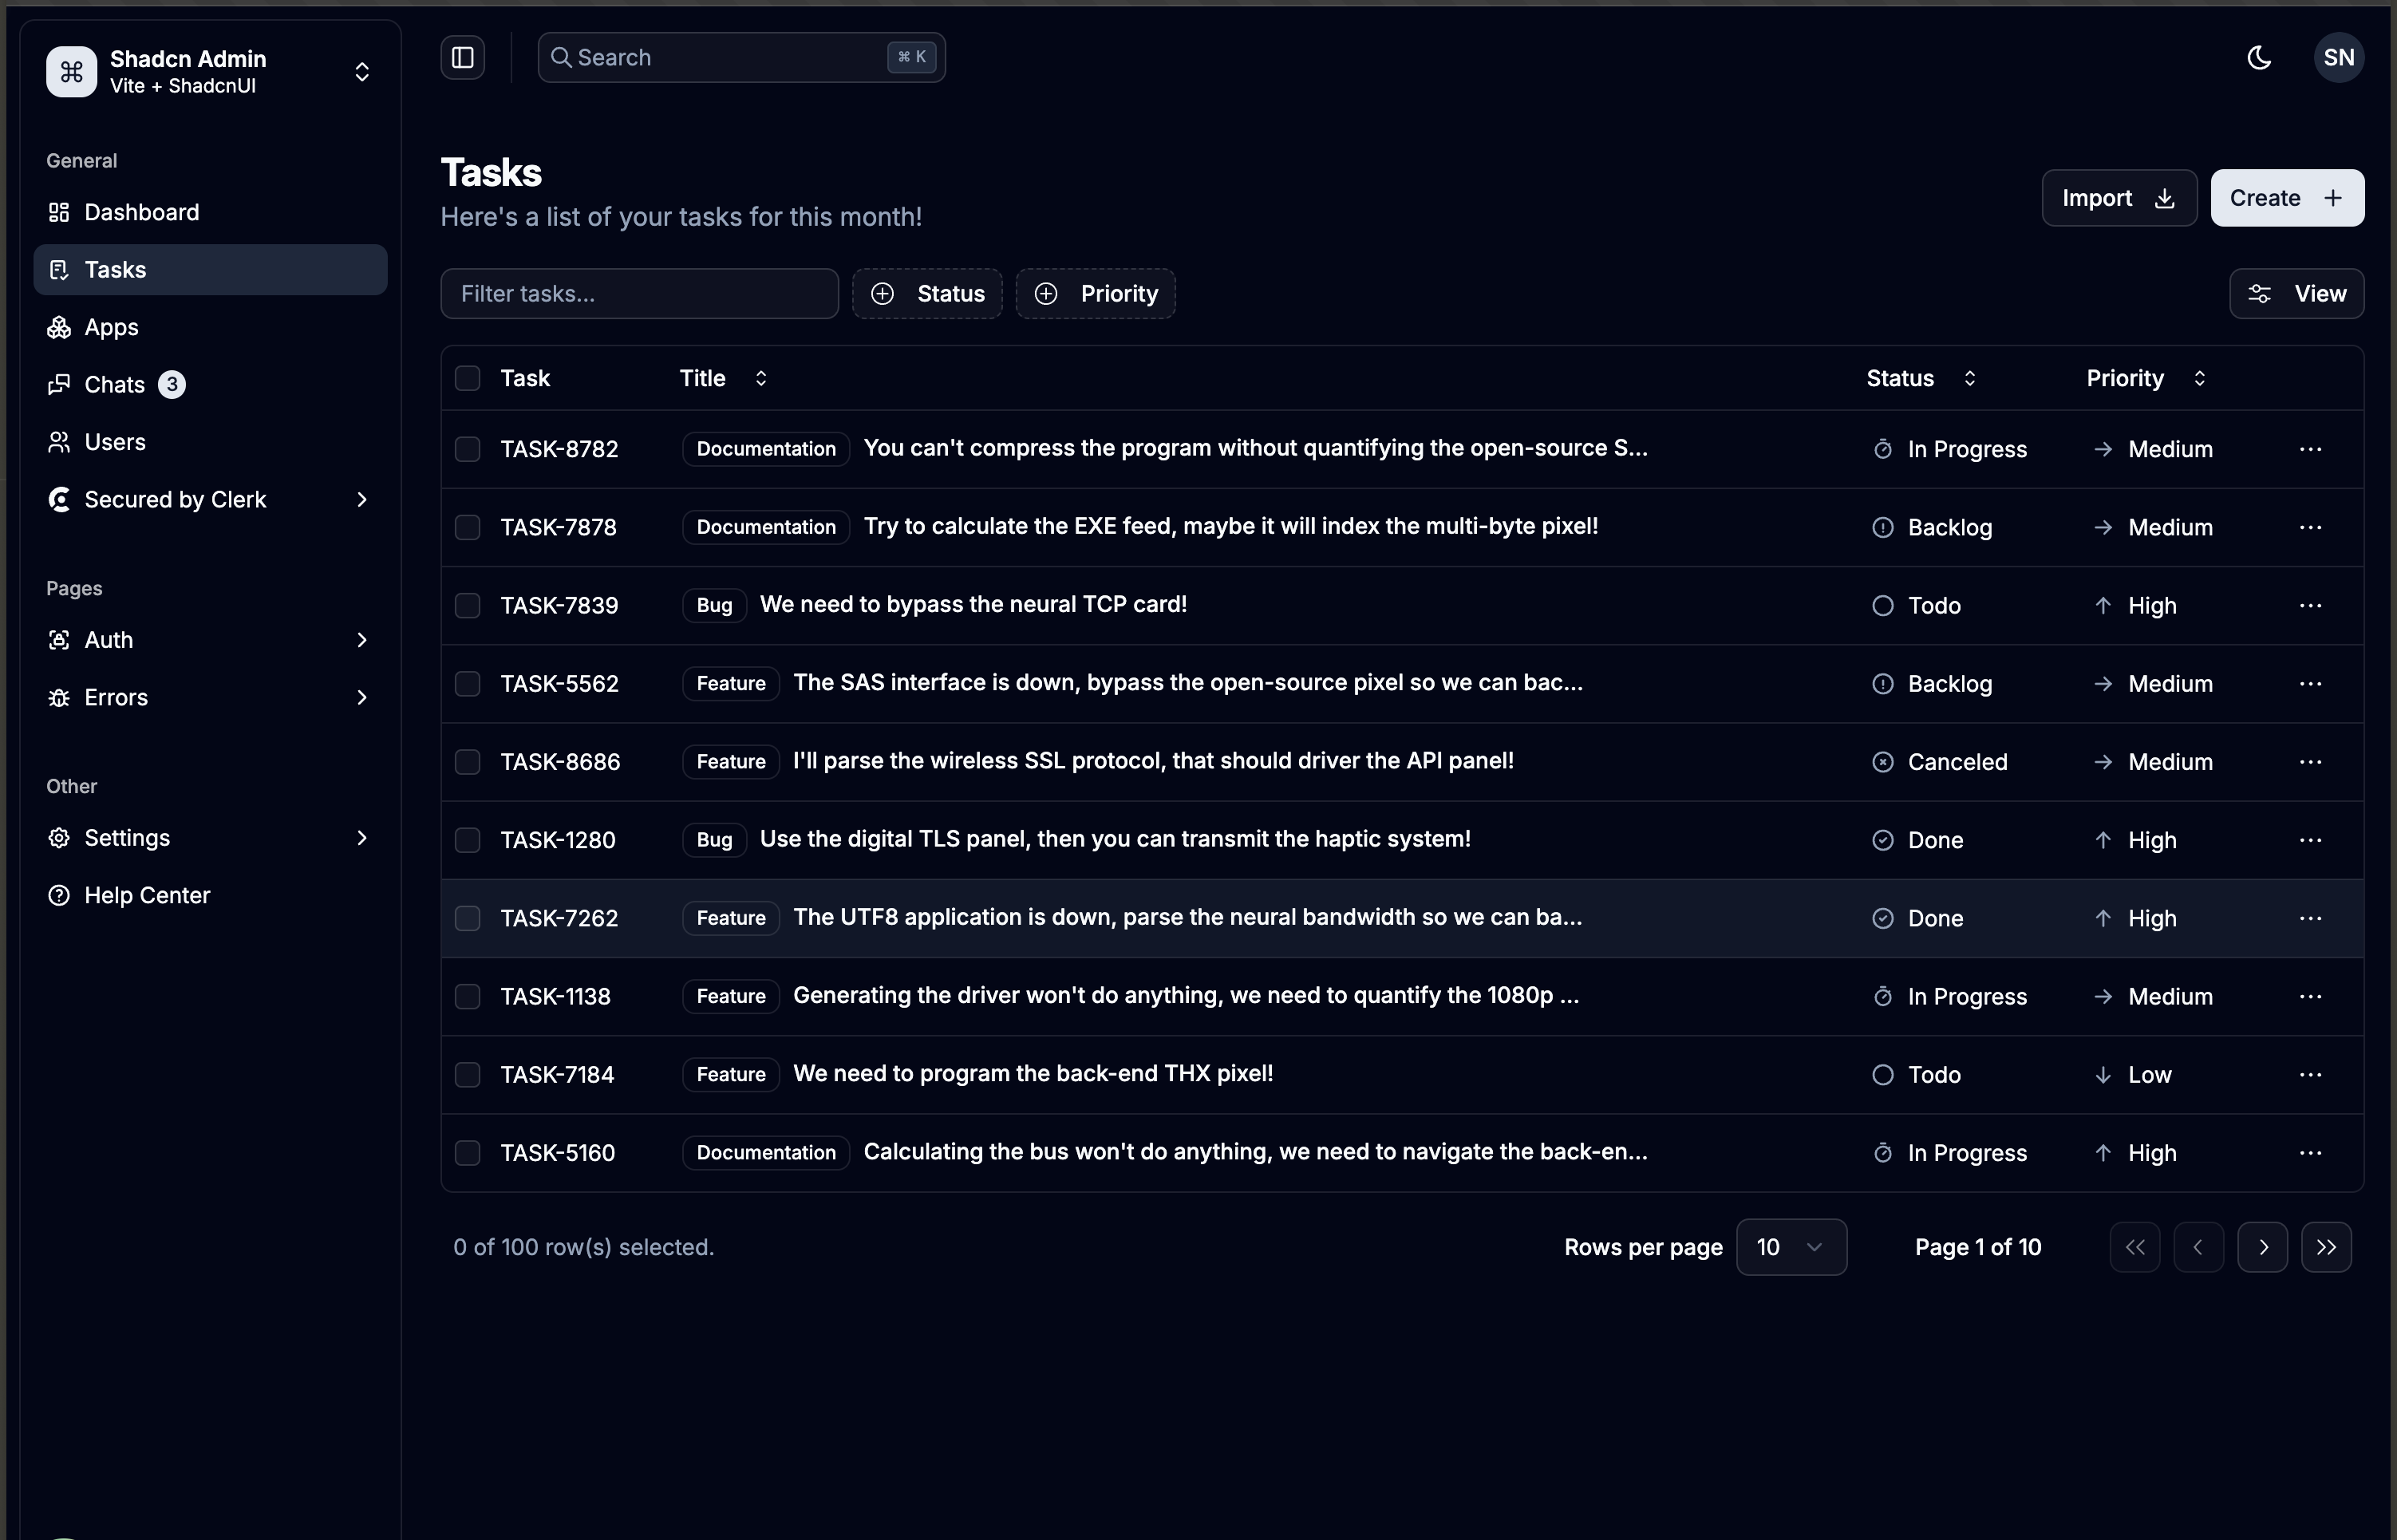 Shadcn Admin
Vite + ShadcnUI
General
Dashboard
Tasks
Apps
Chats 3
Users
Secured by Clerk
Pages
Auth
Errors
Other
Settings
Help Center
Search ⌘ K
SN
Tasks
Here's a list of your tasks for this month!
Import
Create
Filter tasks...
Status
Priority
View
Task Title Status Priority
TASK-8782 Documentation You can't compress the program without quantifying the open-source S... In Progress Medium
TASK-7878 Documentation Try to calculate the EXE feed, maybe it will index the multi-byte pixel! Backlog Medium
TASK-7839 Bug We need to bypass the neural TCP card! Todo High
TASK-5562 Feature The SAS interface is down, bypass the open-source pixel so we can bac... Backlog Medium
TASK-8686 Feature I'll parse the wireless SSL protocol, that should driver the API panel! Canceled Medium
TASK-1280 Bug Use the digital TLS panel, then you can transmit the haptic system! Done High
TASK-7262 Feature The UTF8 application is down, parse the neural bandwidth so we can ba... Done High
TASK-1138 Feature Generating the driver won't do anything, we need to quantify the 1080p ... In Progress Medium
TASK-7184 Feature We need to program the back-end THX pixel! Todo Low
TASK-5160 Documentation Calculating the bus won't do anything, we need to navigate the back-en... In Progress High
0 of 100 row(s) selected.
Rows per page 10
Page 1 of 10